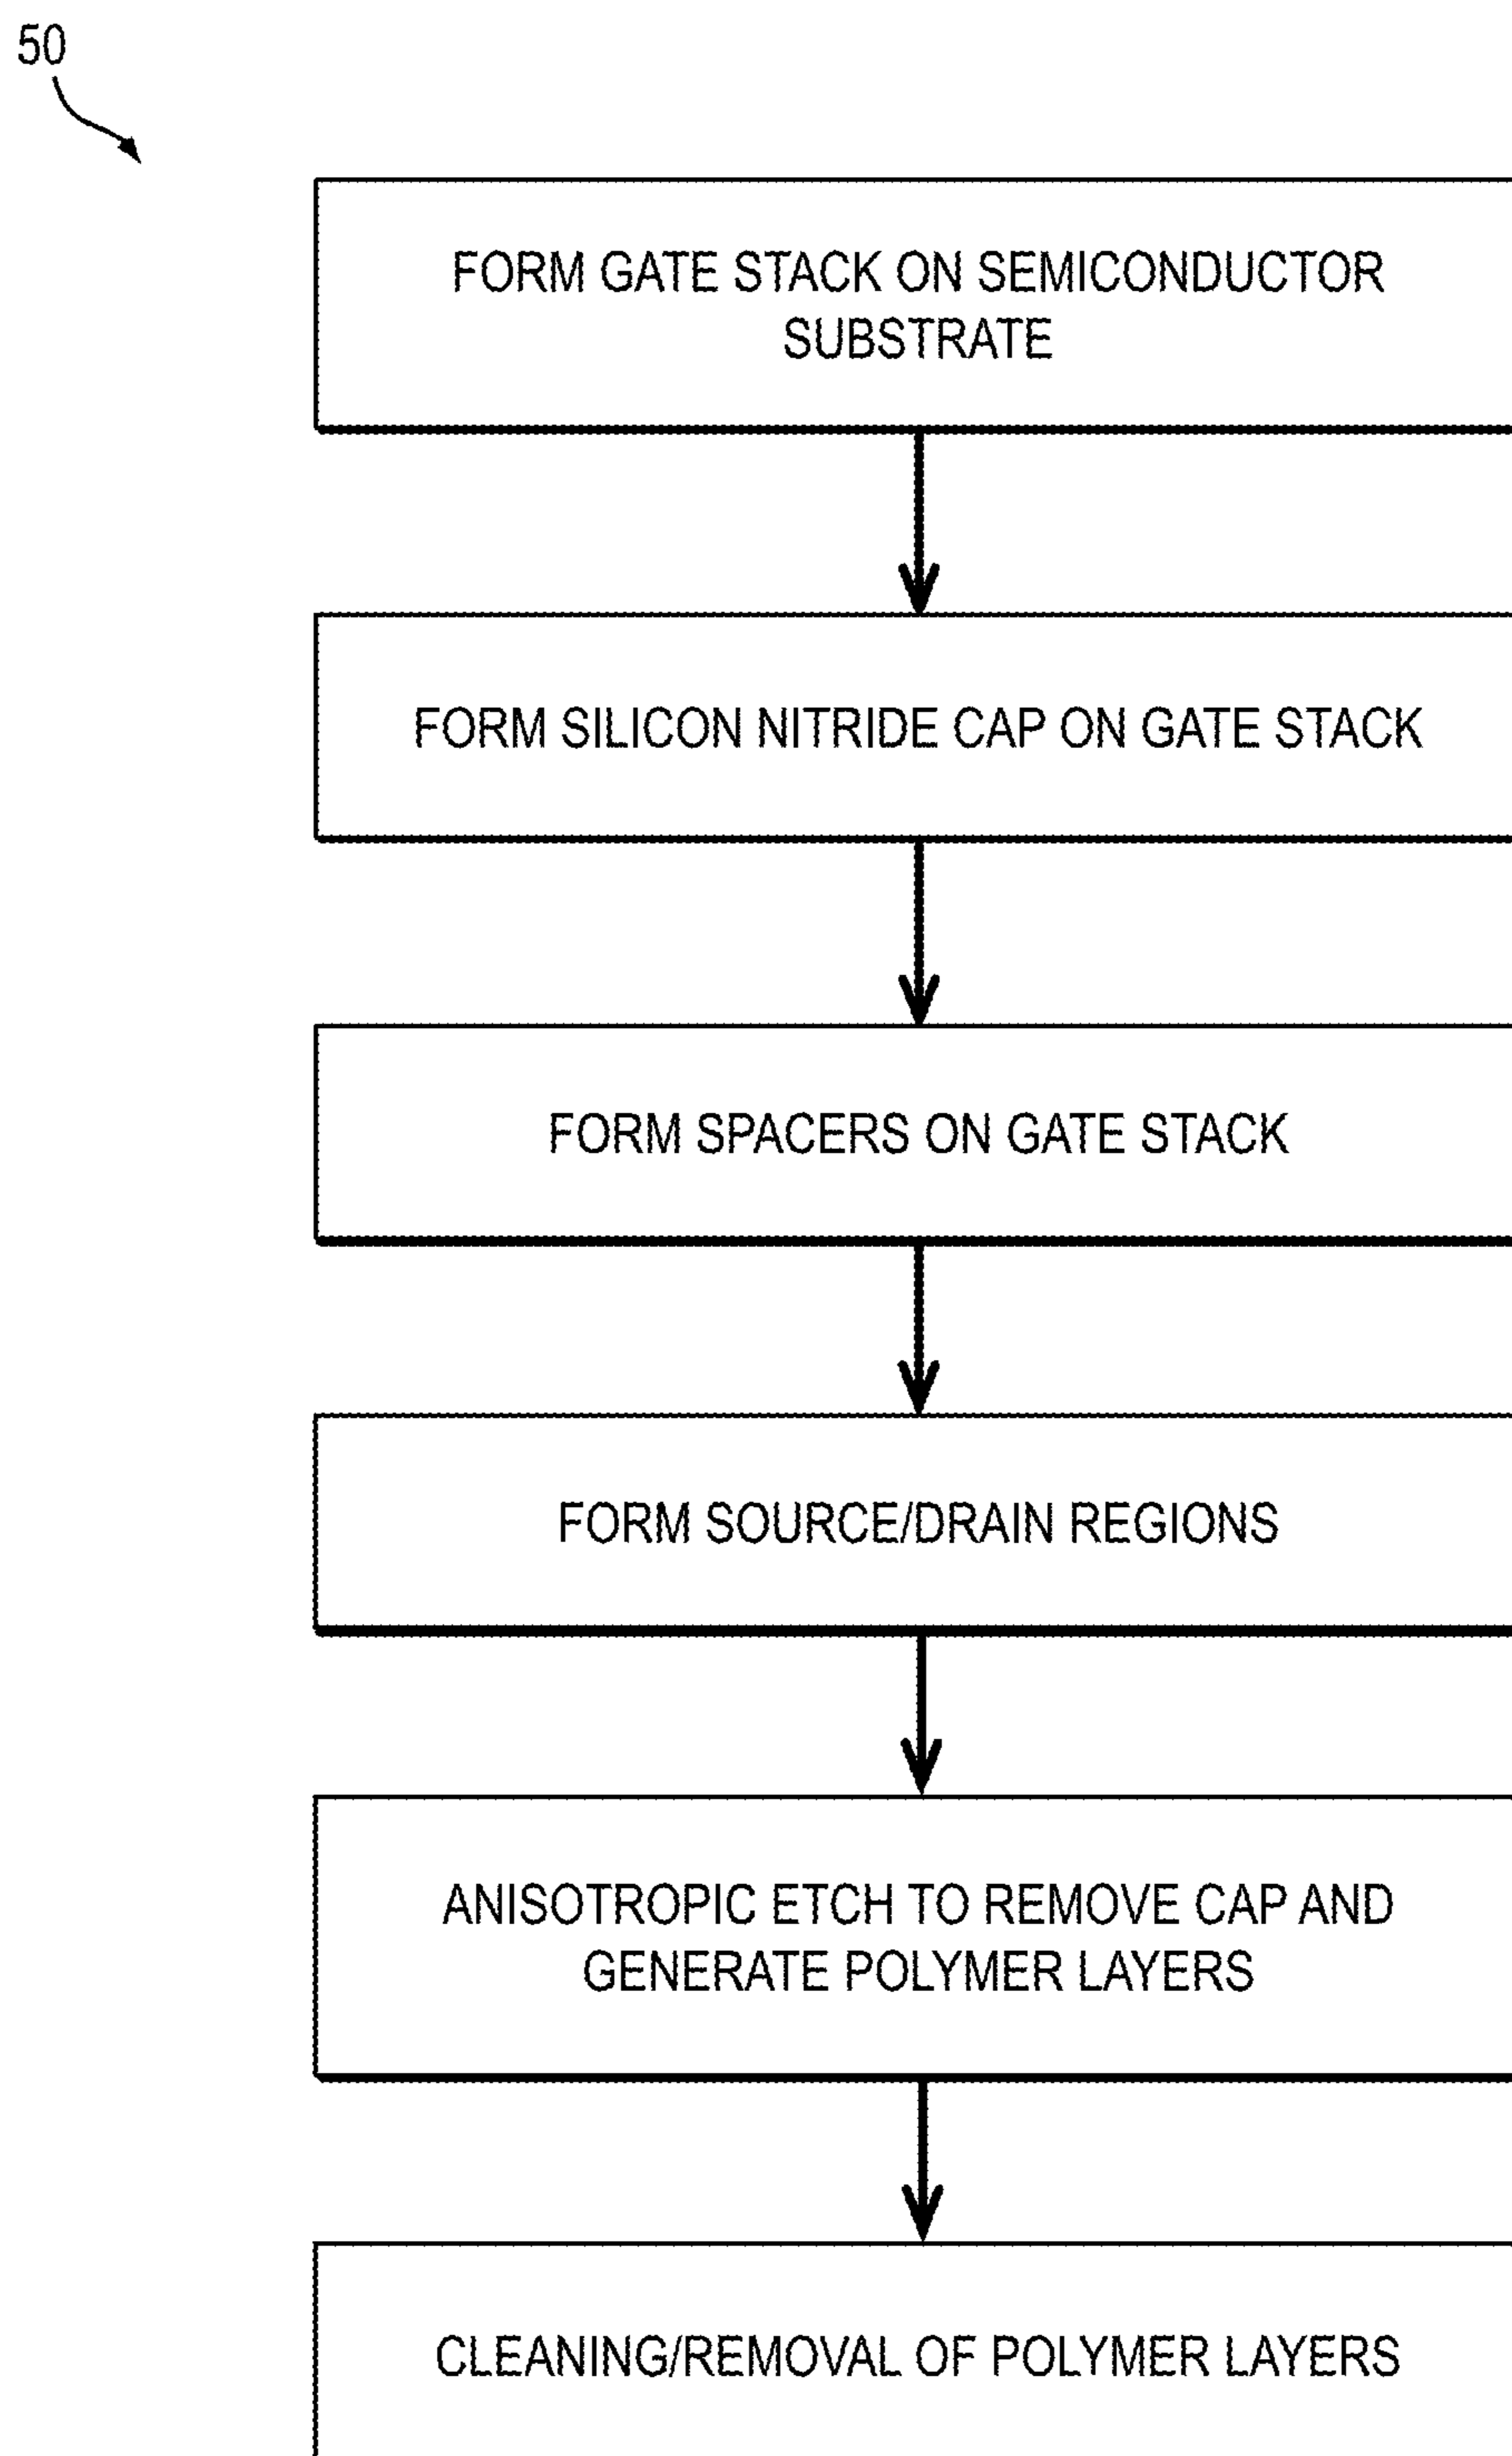 50
FORM GATE STACK ON SEMICONDUCTOR
SUBSTRATE
FORM SILICON NITRIDE CAP ON GATE STACK
FORM SPACERS ON GATE STACK
FORM SOURCE/DRAIN REGIONS
ANISOTROPIC ETCH TO REMOVE CAP AND
GENERATE POLYMER LAYERS
CLEANING/REMOVAL OF POLYMER LAYERS